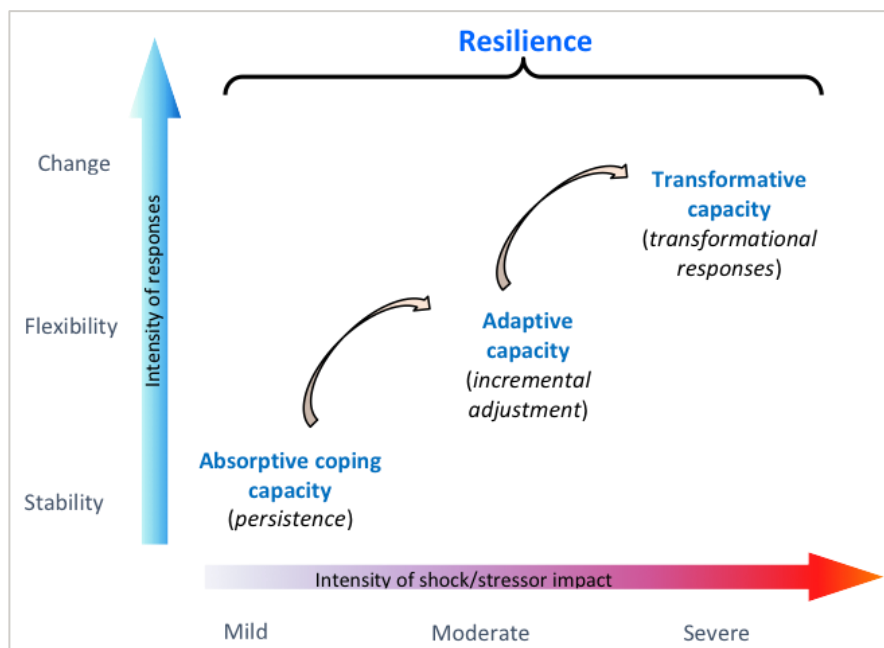 Resilience
Change
Flexibility
Stability
Intensity of responses
Transformative
capacity
(transformational
responses)
Adaptive
capacity
(incremental
adjustment)
Absorptive coping
capacity
(persistence)
Intensity of shock/stressor impact
Mild
Moderate
Severe